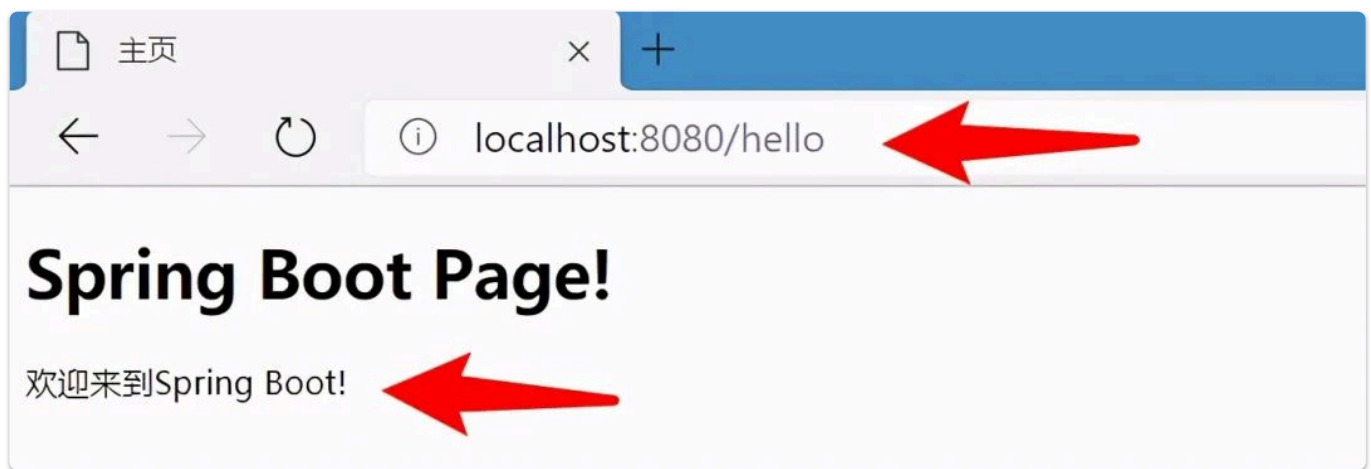 主页
localhost:8080/hello
Spring Boot Page!
欢迎来到Spring Boot!